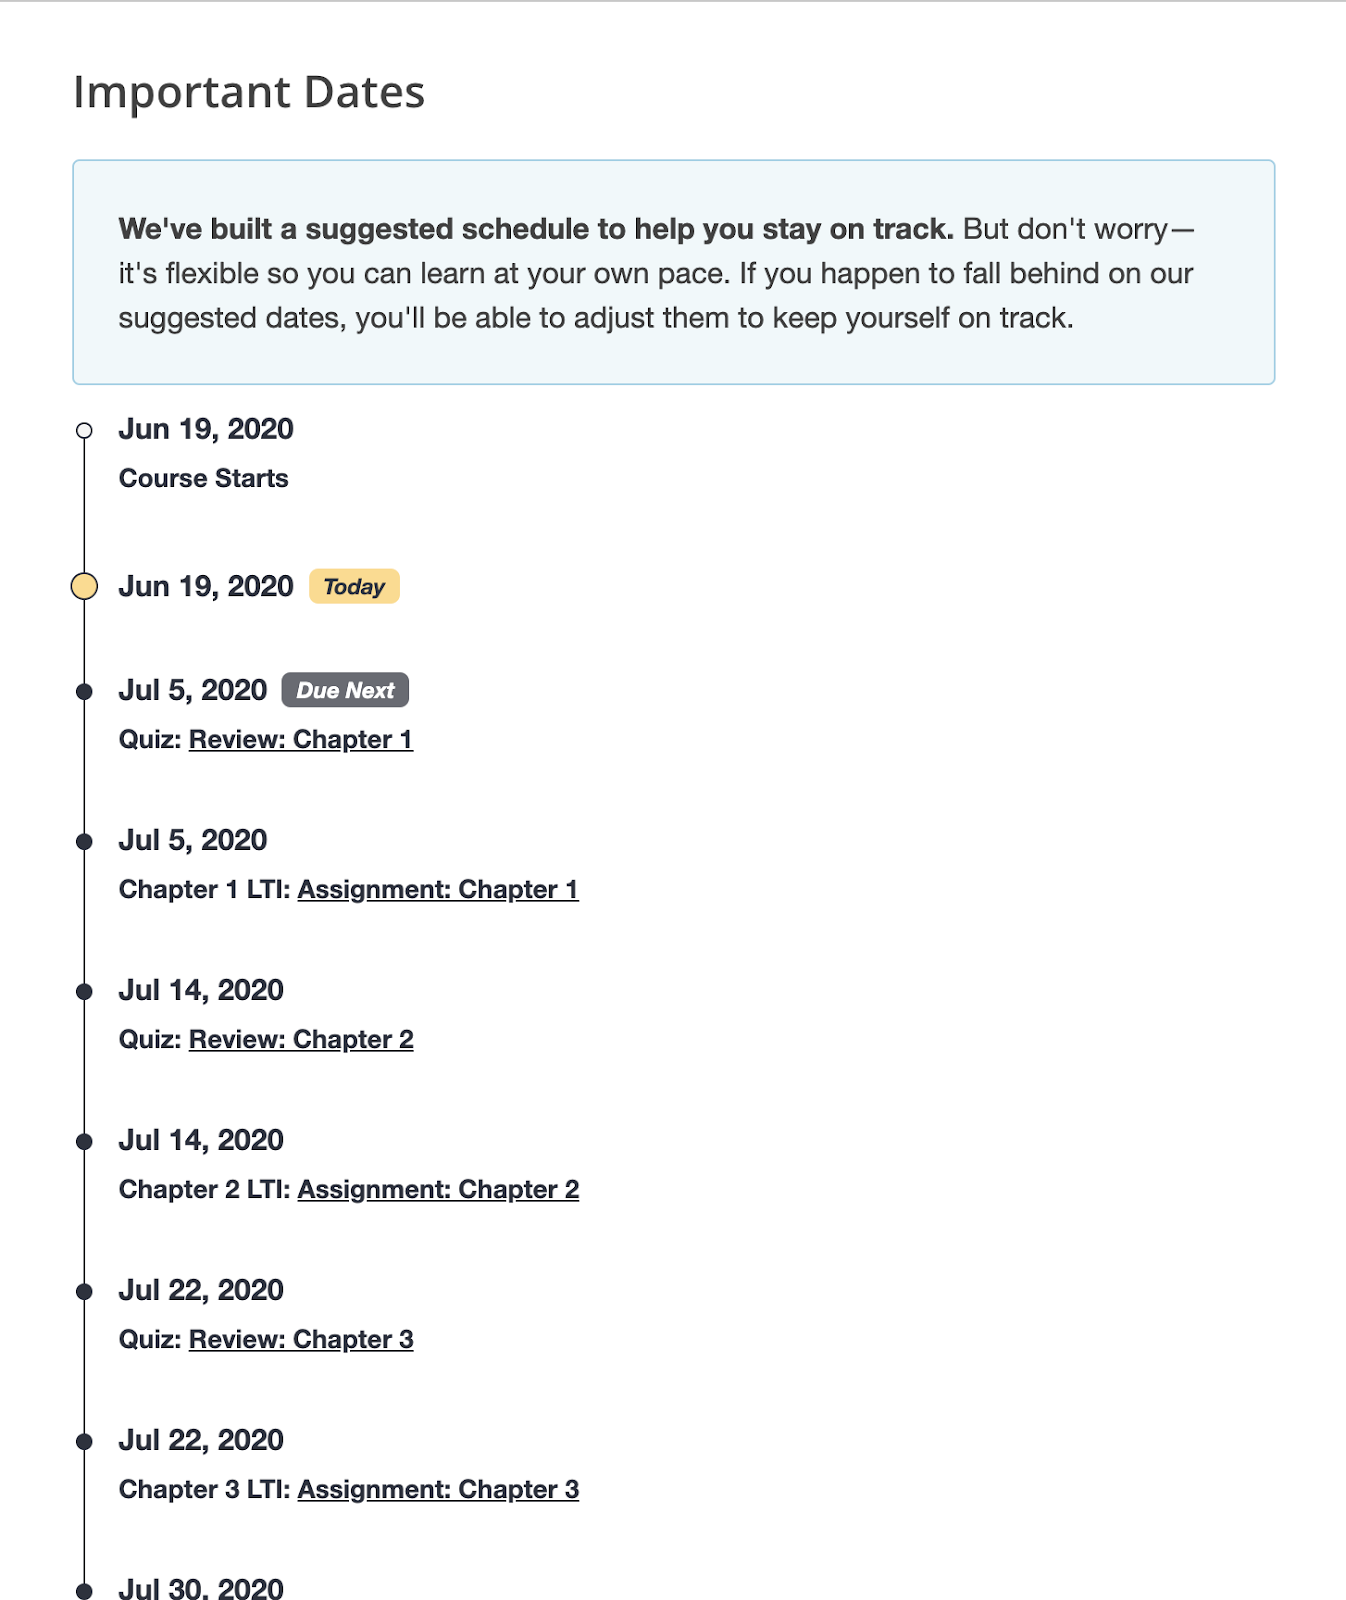 Important Dates
We've built a suggested schedule to help you stay on track. But don't worry—
it's flexible so you can learn at your own pace. If you happen to fall behind on our
suggested dates, you'll be able to adjust them to keep yourself on track.
Jun 19, 2020
Course Starts
Jun 19, 2020 Today
Jul 5, 2020 Due Next
Quiz: Review: Chapter 1
Jul 5, 2020
Chapter 1 LTI: Assignment: Chapter 1
Jul 14, 2020
Quiz: Review: Chapter 2
Jul 14, 2020
Chapter 2 LTI: Assignment: Chapter 2
Jul 22, 2020
Quiz: Review: Chapter 3
Jul 22, 2020
Chapter 3 LTI: Assignment: Chapter 3
Jul 30, 2020